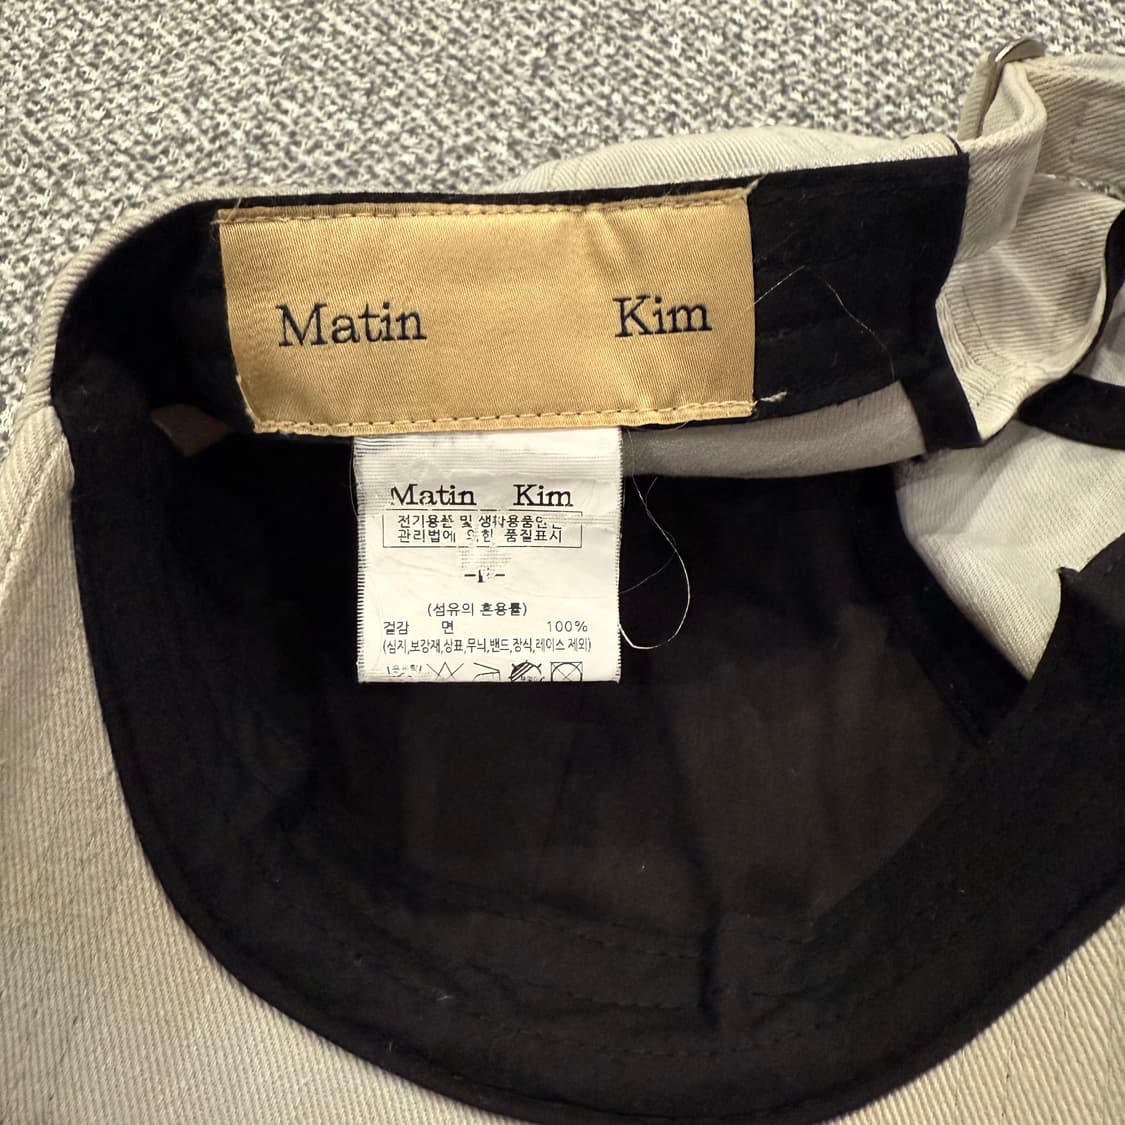 Matin Kim
Matin Kim
전기용품 및 생활용품안전
관리법에 의한 품질표시
(섬유의 혼용률)
겉감 면 100%
(심지,보강재,상표,무늬,밴드,장식,레이스 제외)